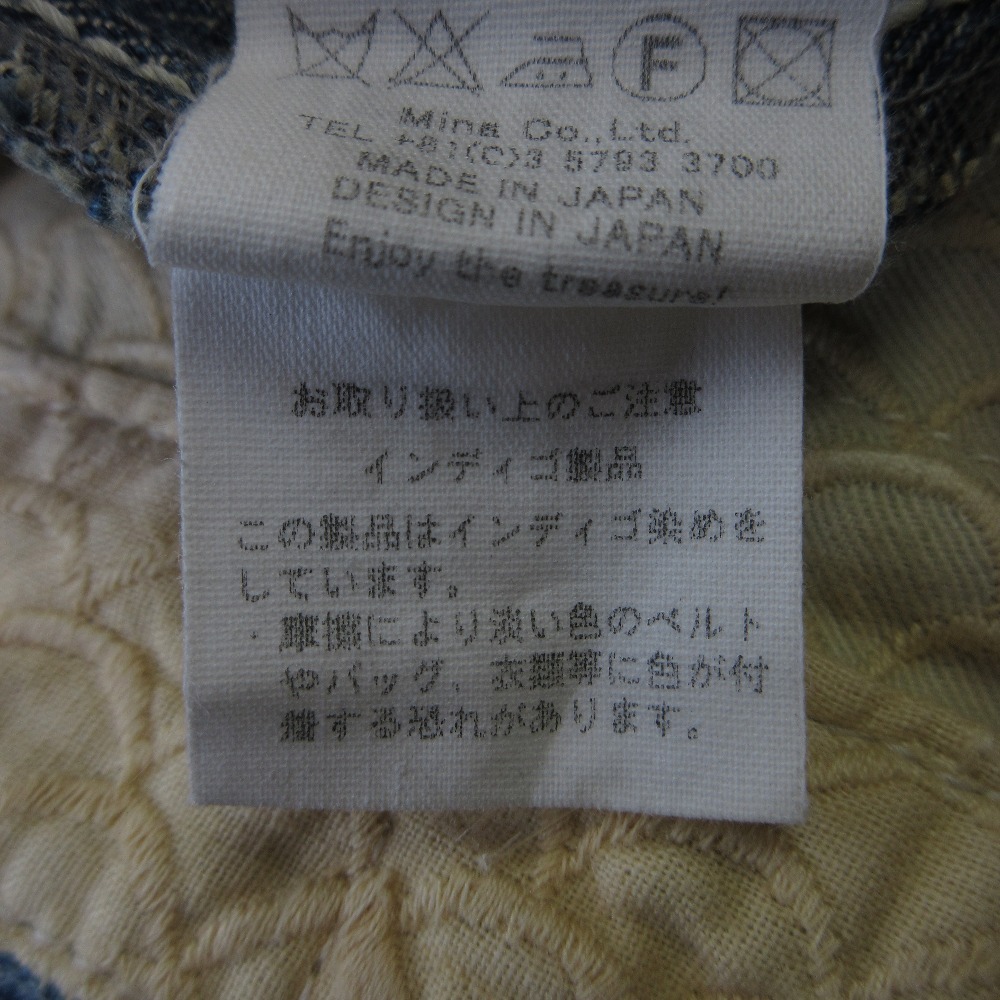 F
Mina Co.,Ltd.
TEL +81(C)3 5793 3700
MADE IN JAPAN
DESIGN IN JAPAN
Enjoy the treasure!
お取り扱い上のご注意
インディゴ製品
この製品はインディゴ染めを
しています。
・摩擦により淡い色のベルト
やバッグ、衣類等に色が付
着する恐れがあります。